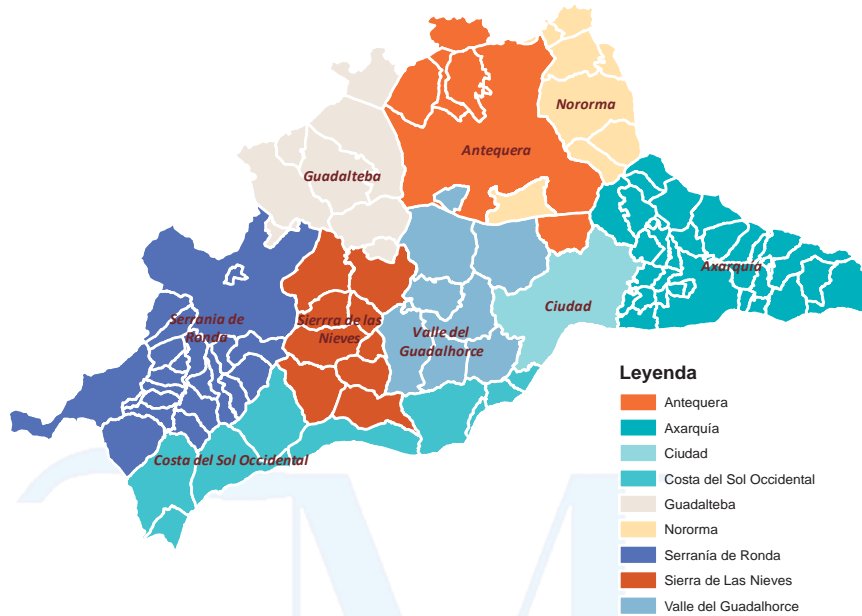 Nororma
Antequera
Guadalteba
Axarquía
Ciudad
Serranía de
Ronda
Sierrra de las
Nieves
Valle del
Guadalhorce
Costa del Sol Occidental
Leyenda
Antequera
Axarquía
Ciudad
Costa del Sol Occidental
Guadalteba
Nororma
Serranía de Ronda
Sierra de Las Nieves
Valle del Guadalhorce